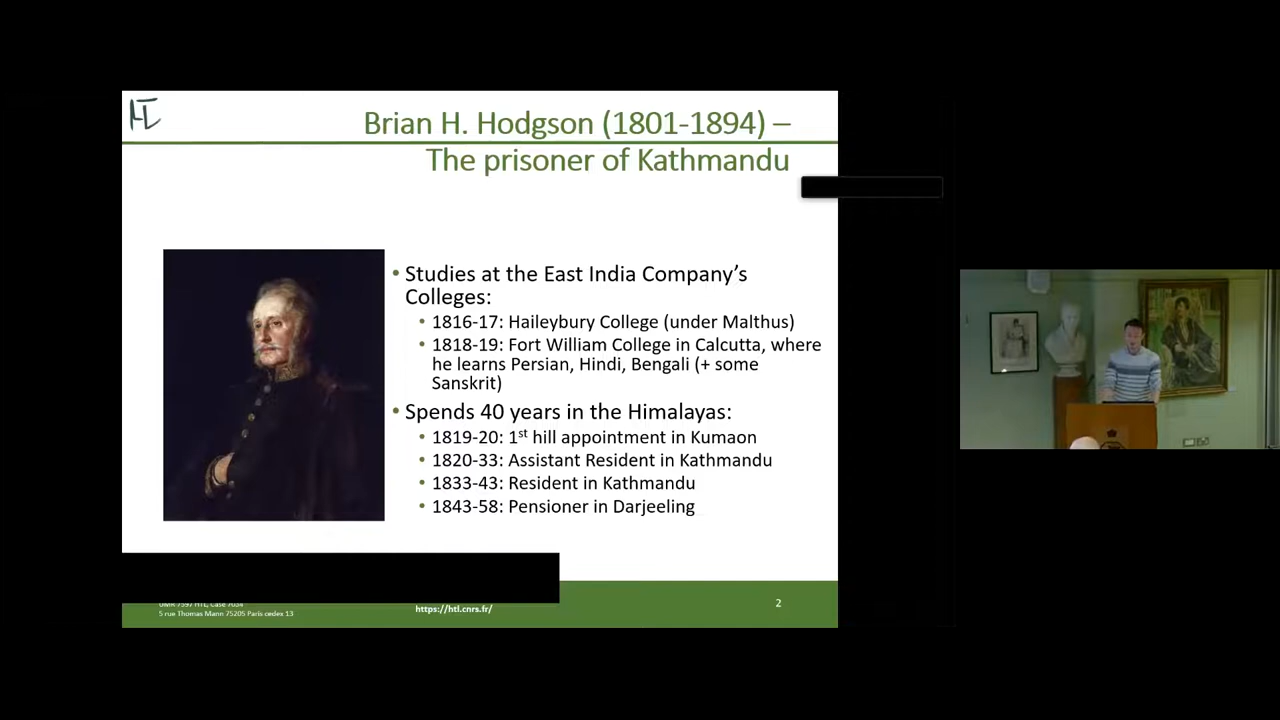 HTL
Brian H. Hodgson (1801-1894) –
The prisoner of Kathmandu
• Studies at the East India Company’s
Colleges:
• 1816-17: Haileybury College (under Malthus)
• 1818-19: Fort William College in Calcutta, where
he learns Persian, Hindi, Bengali (+ some
Sanskrit)
• Spends 40 years in the Himalayas:
• 1819-20: 1st hill appointment in Kumaon
• 1820-33: Assistant Resident in Kathmandu
• 1833-43: Resident in Kathmandu
• 1843-58: Pensioner in Darjeeling
5 rue Thomas Mann 75205 Paris cedex 13
https://htl.cnrs.fr/
2